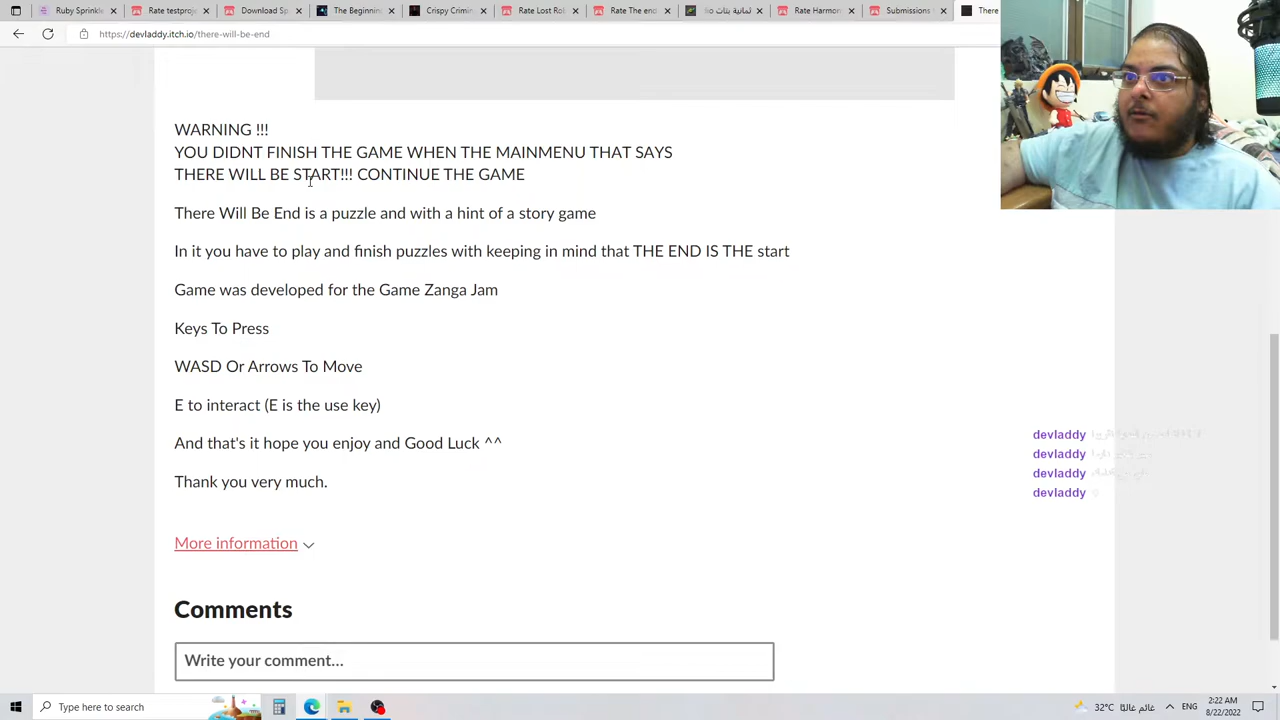 Ruby Sprinkle
Rate testproj
Download Sp
The Beginnin
Crispy Crimin
Rate Lost Rol
Rate The end
Rate Harmon
Submissions
There
https://devladdy.itch.io/there-will-be-end
WARNING !!!
YOU DIDNT FINISH THE GAME WHEN THE MAINMENU THAT SAYS
THERE WILL BE START!!! CONTINUE THE GAME
There Will Be End is a puzzle and with a hint of a story game
In it you have to play and finish puzzles with keeping in mind that THE END IS THE start
Game was developed for the Game Zanga Jam
Keys To Press
WASD Or Arrows To Move
E to interact (E is the use key)
And that's it hope you enjoy and Good Luck ^^
Thank you very much.
More information
Comments
Write your comment...
devladdy
devladdy
devladdy
devladdy
Type here to search
32°C غائم غالبًا
ENG
2:22 AM
8/22/2022